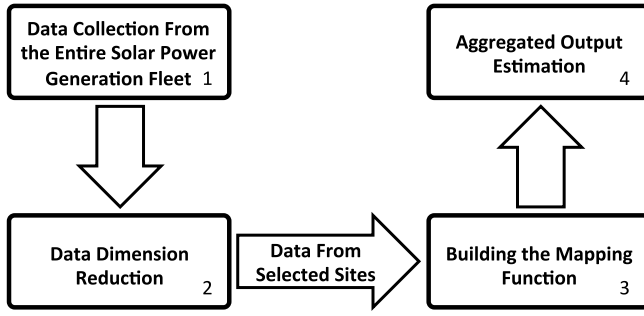 Data Collection From
the Entire Solar Power
Generation Fleet 1
Data Dimension
Reduction
2
Data From
Selected Sites
Building the Mapping
Function
3
Aggregated Output
Estimation
4